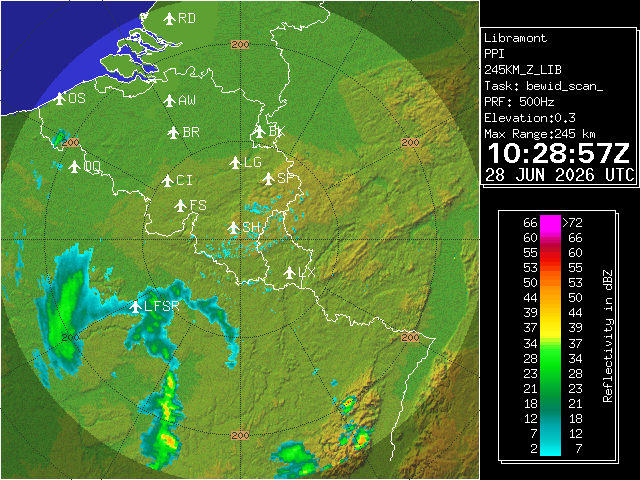 RD
200
OS
AW
BR
BK
200
200
QQ
LG
CI
SP
FS
SH
LX
LFSR
200
200
200
Libramont
PPI
245KM_Z_LIB
Task: bewid_scan_
PRF: 500Hz
Elevation:0.3
Max Range:245 km
10:28:57Z
28 JUN 2026 UTC
66 >72
60 66
55 60
53 55
50 53
44 50
39 44
37 39
34 37
28 34
23 28
21 23
18 21
12 18
7 12
2 7
Reflectivity in dBZ